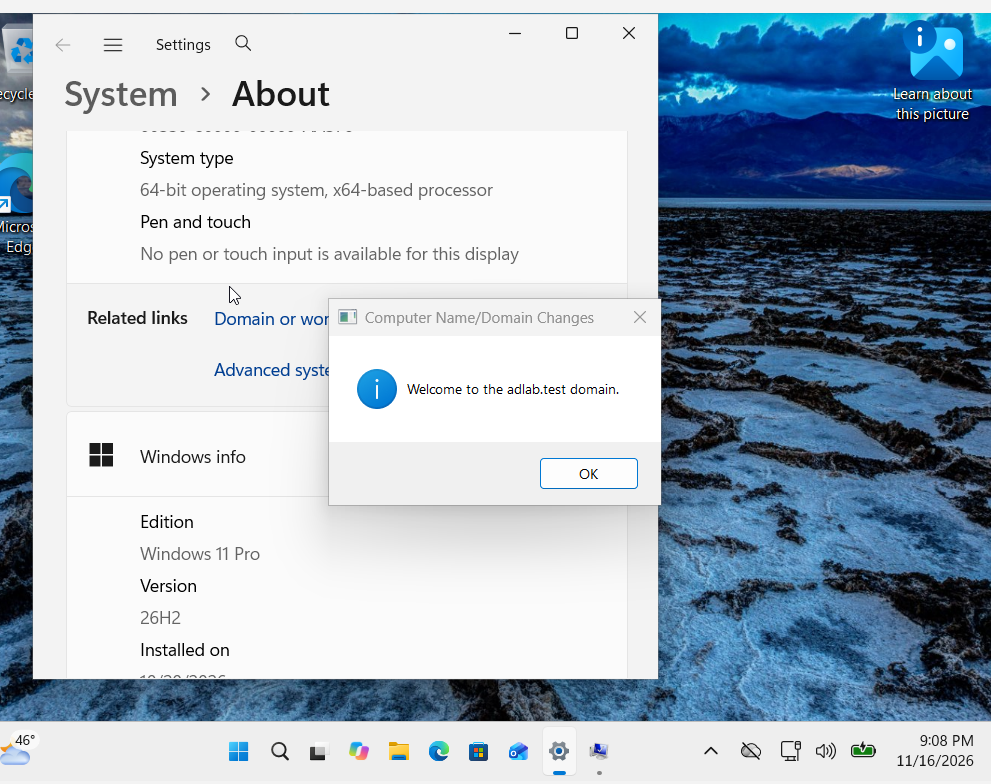 Settings
System > About
System type
64-bit operating system, x64-based processor
Pen and touch
No pen or touch input is available for this display
Related links
Domain or wor
Advanced syste
Computer Name/Domain Changes
Welcome to the adlab.test domain.
OK
Windows info
Edition
Windows 11 Pro
Version
26H2
Installed on
ecycle
Micros
Edg
Learn about
this picture
46°
9:08 PM
11/16/2026